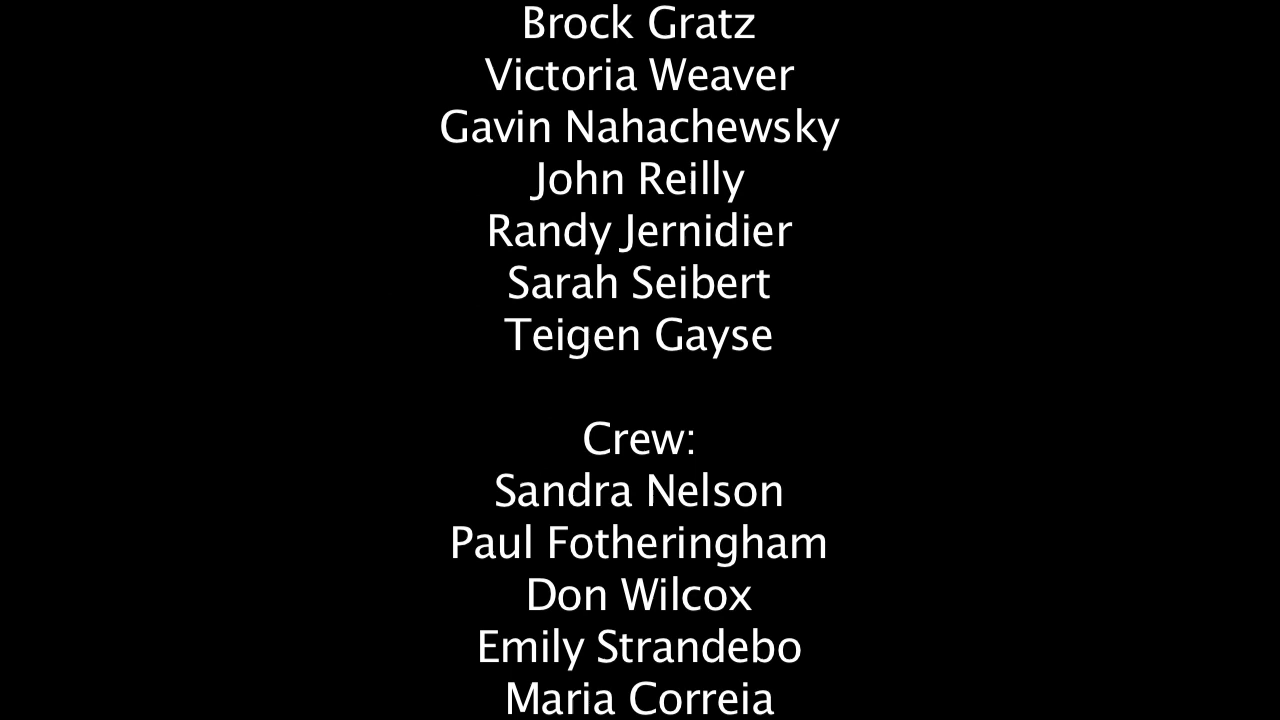 Brock Gratz
Victoria Weaver
Gavin Nahachewsky
John Reilly
Randy Jernidier
Sarah Seibert
Teigen Gayse
Crew:
Sandra Nelson
Paul Fotheringham
Don Wilcox
Emily Strandebo
Maria Correia